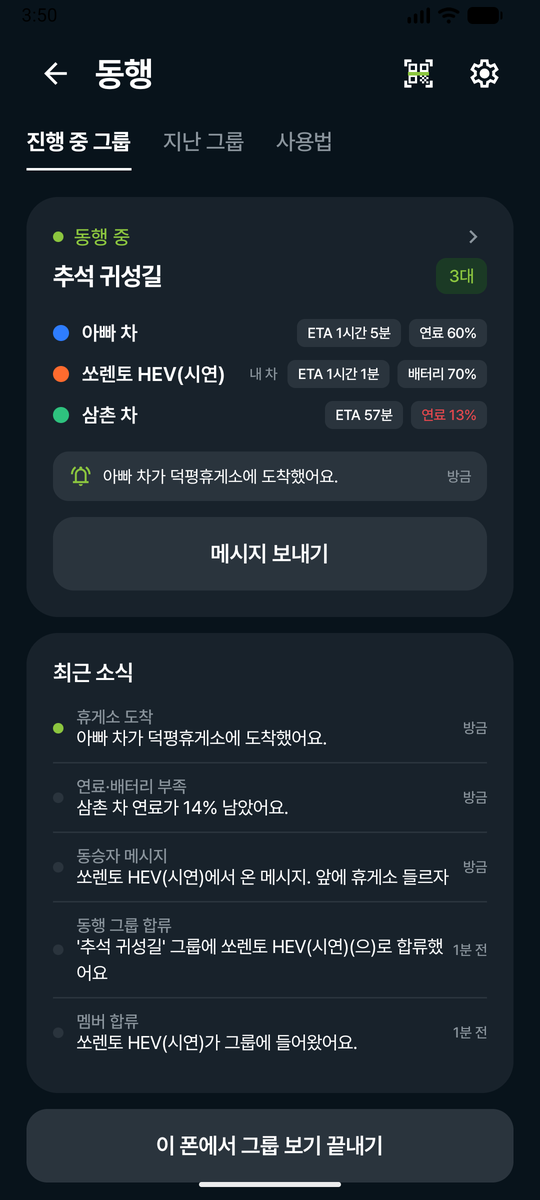 3:50
동행
진행 중 그룹 지난 그룹 사용법
동행 중
추석 귀성길 3대
아빠 차 ETA 1시간 5분 연료 60%
쏘렌토 HEV(시연) 내 차 ETA 1시간 1분 배터리 70%
삼촌 차 ETA 57분 연료 13%
아빠 차가 덕평휴게소에 도착했어요. 방금
메시지 보내기
최근 소식
휴게소 도착
아빠 차가 덕평휴게소에 도착했어요. 방금
연료·배터리 부족
삼촌 차 연료가 14% 남았어요. 방금
동승자 메시지
쏘렌토 HEV(시연)에서 온 메시지. 앞에 휴게소 들르자 방금
동행 그룹 합류
'추석 귀성길' 그룹에 쏘렌토 HEV(시연)(으)로 합류했
어요 1분 전
멤버 합류
쏘렌토 HEV(시연)가 그룹에 들어왔어요. 1분 전
이 폰에서 그룹 보기 끝내기